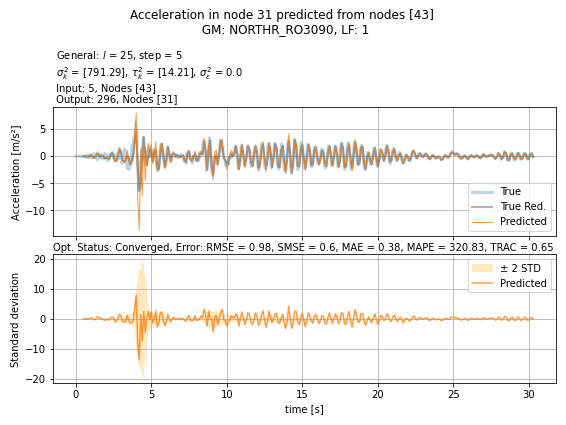 Acceleration in node 31 predicted from nodes [43]
GM: NORTHR_RO3090, LF: 1
General: l = 25, step = 5
σ²ₖ = [791.29], τ²ₖ = [14.21], σ²ε = 0.0
Input: 5, Nodes [43]
Output: 296, Nodes [31]
Acceleration [m/s²]
5
0
−5
−10
True
True Red.
Predicted
Opt. Status: Converged, Error: RMSE = 0.98, SMSE = 0.6, MAE = 0.38, MAPE = 320.83, TRAC = 0.65
Standard deviation
20
10
0
−10
−20
± 2 STD
Predicted
0 5 10 15 20 25 30
time [s]